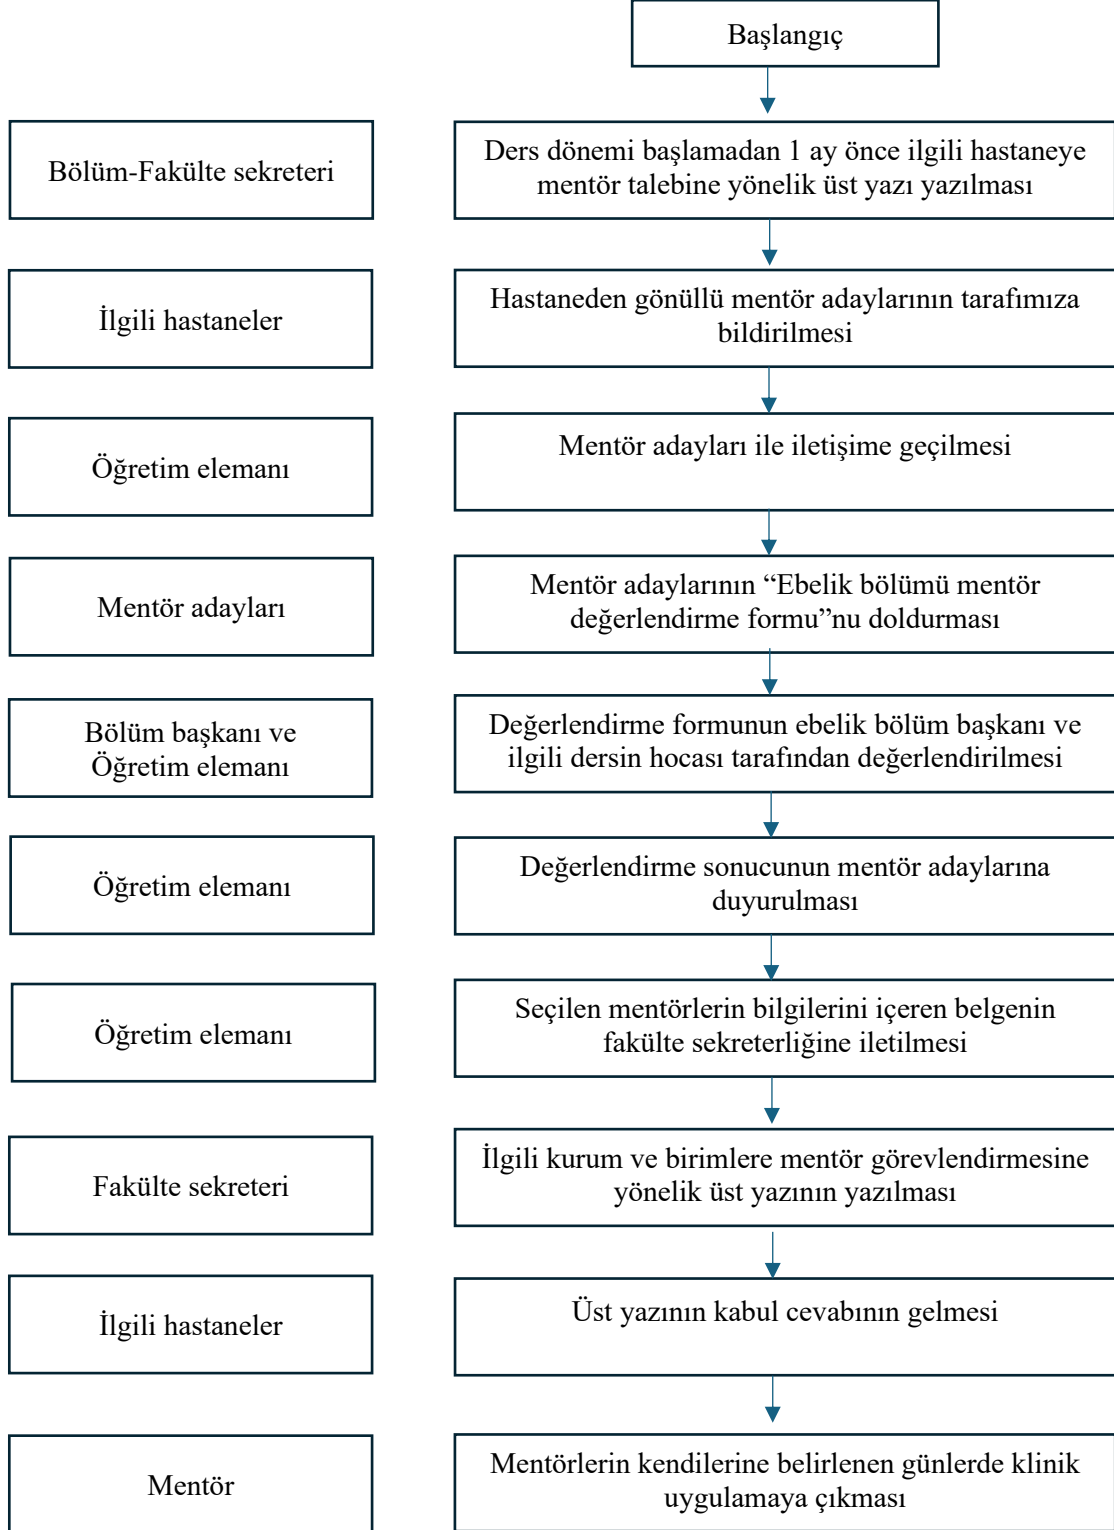 Başlangıç
Bölüm-Fakülte sekreteri
Ders dönemi başlamadan 1 ay önce ilgili hastaneye
mentör talebine yönelik üst yazı yazılması
İlgili hastaneler
Hastaneden gönüllü mentör adaylarının tarafımıza
bildirilmesi
Öğretim elemanı
Mentör adayları ile iletişime geçilmesi
Mentör adayları
Mentör adaylarının “Ebelik bölümü mentör
değerlendirme formu”nu doldurması
Bölüm başkanı ve
Öğretim elemanı
Değerlendirme formunun ebelik bölüm başkanı ve
ilgili dersin hocası tarafından değerlendirilmesi
Öğretim elemanı
Değerlendirme sonucunun mentör adaylarına
duyurulması
Öğretim elemanı
Seçilen mentörlerin bilgilerini içeren belgenin
fakülte sekreterliğine iletilmesi
Fakülte sekreteri
İlgili kurum ve birimlere mentör görevlendirmesine
yönelik üst yazının yazılması
İlgili hastaneler
Üst yazının kabul cevabının gelmesi
Mentör
Mentörlerin kendilerine belirlenen günlerde klinik
uygulamaya çıkması